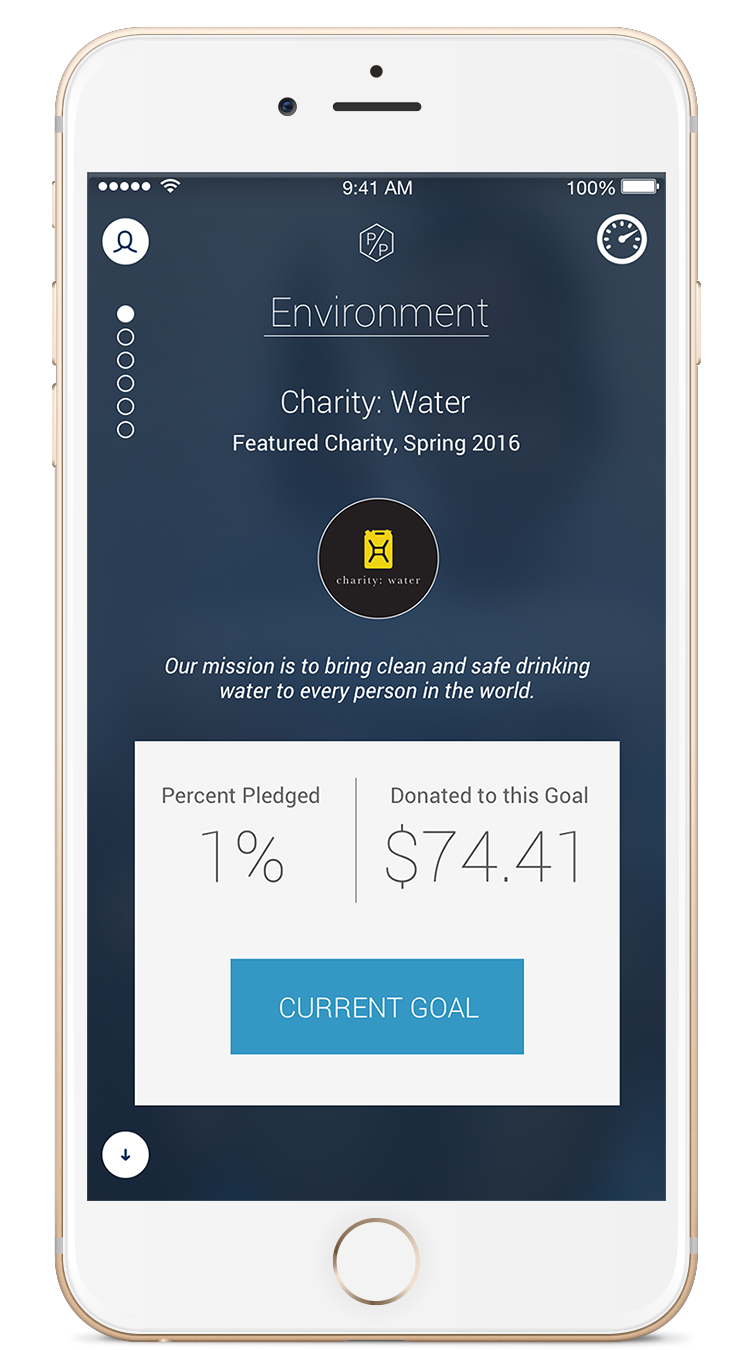 9:41 AM
100%
P/P
Environment
Charity: Water
Featured Charity, Spring 2016
charity: water
Our mission is to bring clean and safe drinking
water to every person in the world.
Percent Pledged
Donated to this Goal
1%
$74.41
CURRENT GOAL